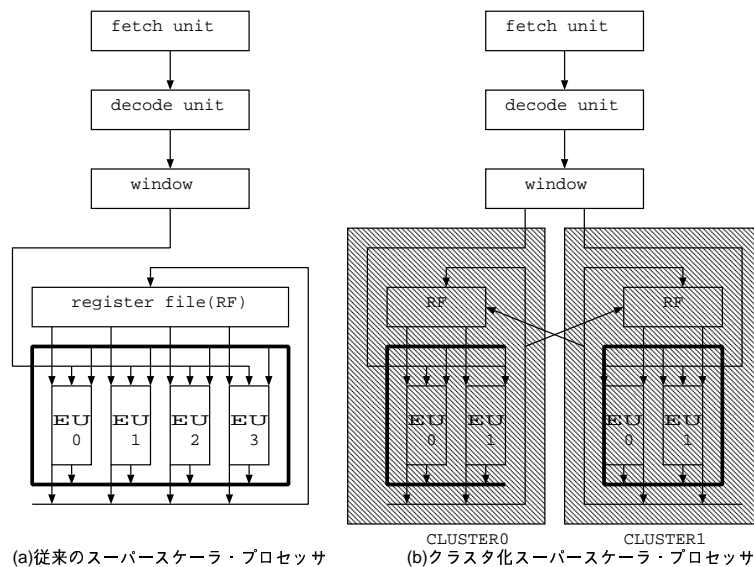 fetch unit
decode unit
window
register file(RF)
EU 0
EU 1
EU 2
EU 3
(a)従来のスーパースケーラ・プロセッサ
fetch unit
decode unit
window
RF
RF
EU 0
EU 1
EU 0
EU 1
CLUSTER0
CLUSTER1
(b)クラスタ化スーパースケーラ・プロセッサ